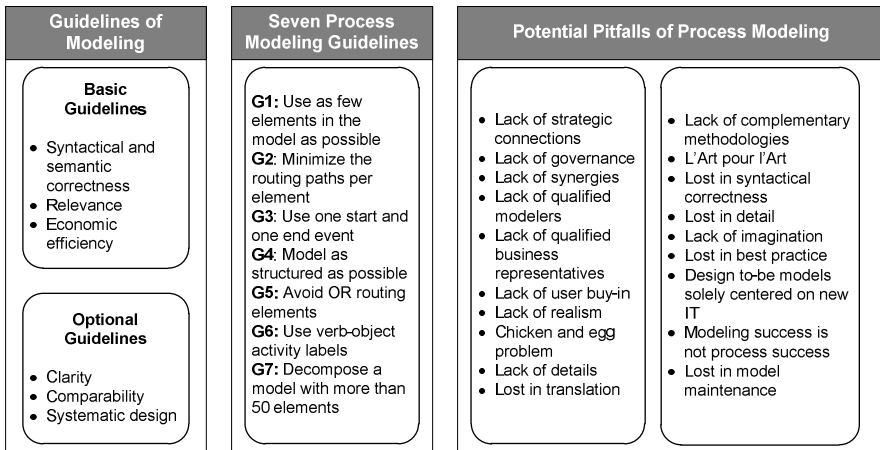 Guidelines of
Modeling
Basic
Guidelines
• Syntactical and
semantic
correctness
• Relevance
• Economic
efficiency
Optional
Guidelines
• Clarity
• Comparability
• Systematic design
Seven Process
Modeling Guidelines
G1: Use as few
elements in the
model as possible
G2: Minimize the
routing paths per
element
G3: Use one start and
one end event
G4: Model as
structured as possible
G5: Avoid OR routing
elements
G6: Use verb-object
activity labels
G7: Decompose a
model with more than
50 elements
Potential Pitfalls of Process Modeling
• Lack of strategic
connections
• Lack of governance
• Lack of synergies
• Lack of qualified
modelers
• Lack of qualified
business
representatives
• Lack of user buy-in
• Lack of realism
• Chicken and egg
problem
• Lack of details
• Lost in translation
• Lack of complementary
methodologies
• L'Art pour l'Art
• Lost in syntactical
correctness
• Lost in detail
• Lack of imagination
• Lost in best practice
• Design to-be models
solely centered on new
IT
• Modeling success is
not process success
• Lost in model
maintenance